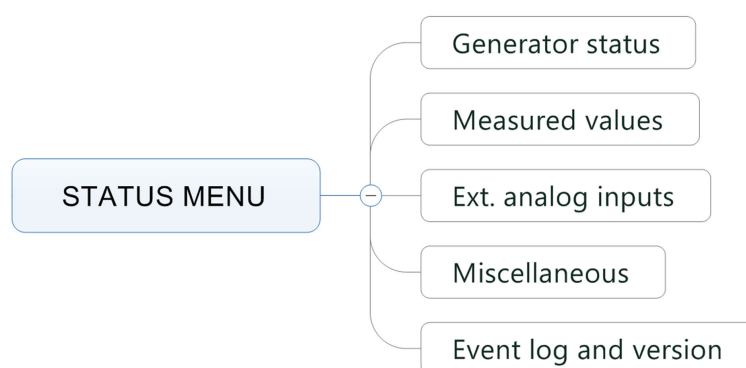 STATUS MENU
Generator status
Measured values
Ext. analog inputs
Miscellaneous
Event log and version